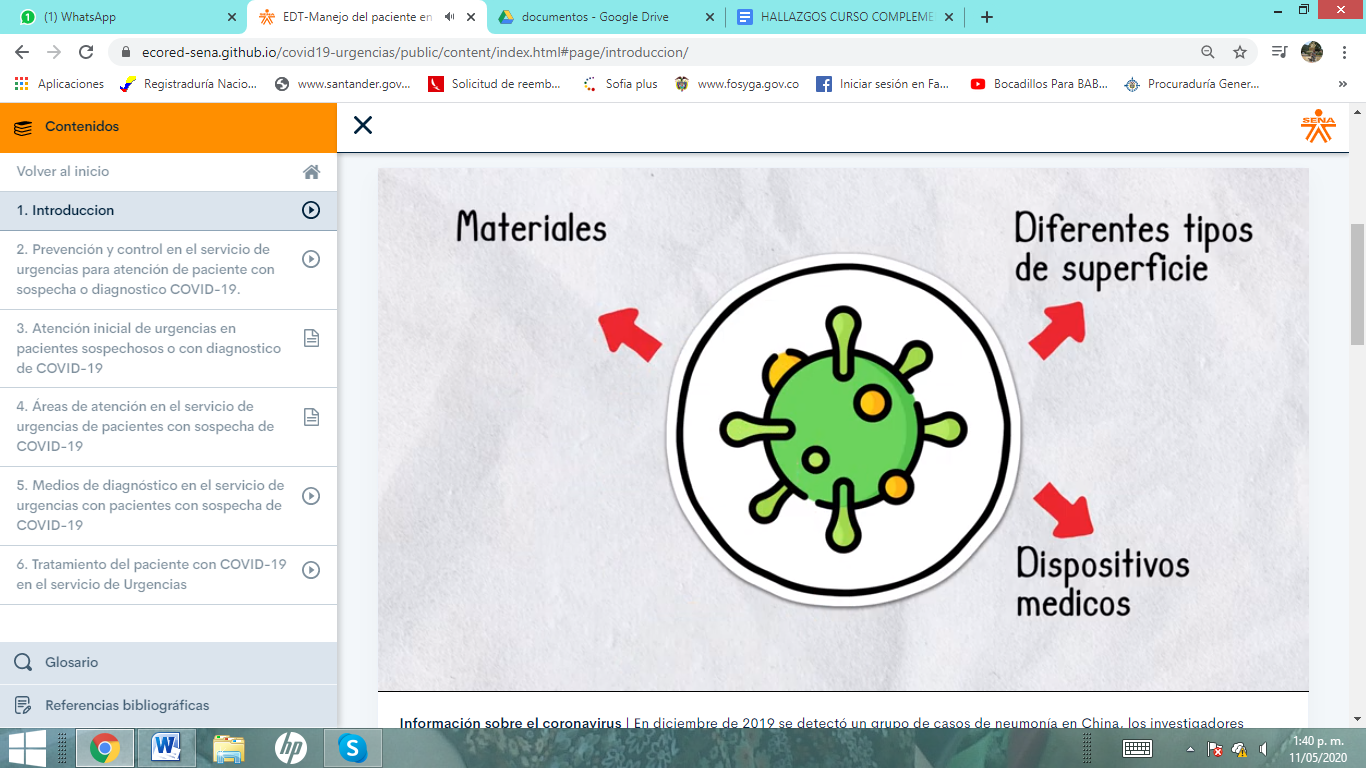 (1) WhatsApp
EDT-Manejo del paciente en
documentos - Google Drive
HALLAZGOS CURSO COMPLEME
ecored-sena.github.io/covid19-urgencias/public/content/index.html#page/introduccion/
Aplicaciones
Registraduría Nacio...
www.santander.gov...
Solicitud de reemb...
Sofia plus
www.fosyga.gov.co
Iniciar sesión en Fa...
Bocadillos Para BAB...
Procuraduría Gener...
»
Contenidos
SENA
Volver al inicio
1. Introduccion
2. Prevención y control en el servicio de
urgencias para atención de paciente con
sospecha o diagnostico COVID-19.
3. Atención inicial de urgencias en
pacientes sospechosos o con diagnostico
de COVID-19
4. Áreas de atención en el servicio de
urgencias de pacientes con sospecha de
COVID-19
5. Medios de diagnóstico en el servicio de
urgencias con pacientes con sospecha de
COVID-19
6. Tratamiento del paciente con COVID-19
en el servicio de Urgencias
Glosario
Referencias bibliográficas
Materiales
Diferentes tipos
de superficie
Dispositivos
medicos
Información sobre el coronavirus | En diciembre de 2019 se detectó un grupo de casos de neumonía en China, los investigadores
1:40 p. m.
11/05/2020